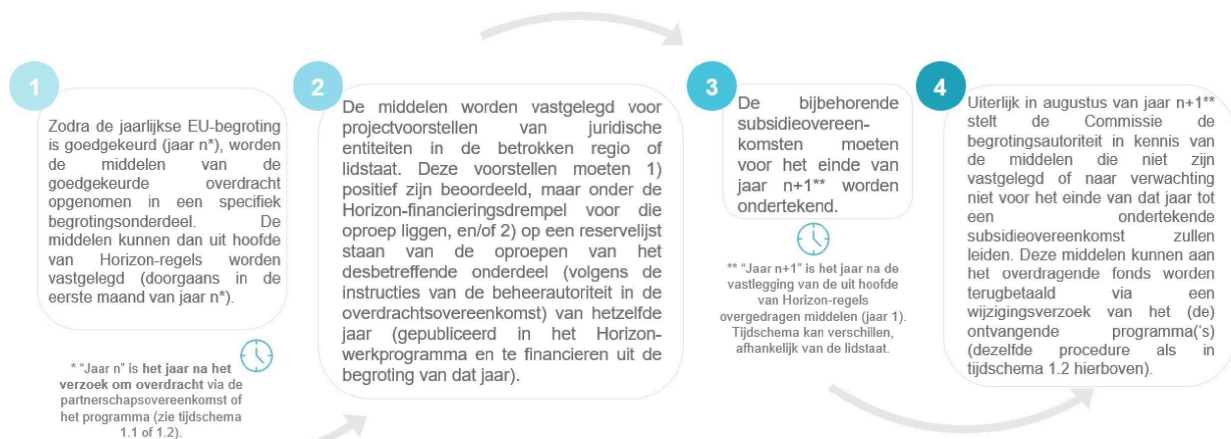 1
Zodra de jaarlijkse EU-begroting
is goedgekeurd (jaar n*), worden
de middelen van de
goedgekeurde overdracht
opgenomen in een specifiek
begrotingsonderdeel. De
middelen kunnen dan uit hoofde
van Horizon-regels worden
vastgelegd (doorgaans in de
eerste maand van jaar n*).
* "Jaar n" is het jaar na het
verzoek om overdracht via de
partnerschapsovereenkomst of
het programma (zie tijdschema
1.1 of 1.2).
2
De middelen worden vastgelegd voor
projectvoorstellen van juridische
entiteiten in de betrokken regio of
lidstaat. Deze voorstellen moeten 1)
positief zijn beoordeeld, maar onder de
Horizon-financieringsdrempel voor die
oproep liggen, en/of 2) op een reservelijst
staan van de oproepen van het
desbetreffende onderdeel (volgens de
instructies van de beheerautoriteit in de
overdrachtsovereenkomst) van hetzelfde
jaar (gepubliceerd in het Horizon-
werkprogramma en te financieren uit de
begroting van dat jaar).
3
De bijbehorende
subsidieovereen-
komsten moeten
voor het einde van
jaar n+1** worden
ondertekend.
** "Jaar n+1" is het jaar na de
vastlegging van de uit hoofde
van Horizon-regels
overgedragen middelen (jaar 1).
Tijdschema kan verschillen,
afhankelijk van de lidstaat.
4
Uiterlijk in augustus van jaar n+1**
stelt de Commissie de
begrotingsautoriteit in kennis van
de middelen die niet zijn
vastgelegd of naar verwachting
niet voor het einde van dat jaar tot
een ondertekende
subsidieovereenkomst zullen
leiden. Deze middelen kunnen aan
het overdragende fonds worden
terugbetaald via een
wijzigingsverzoek van het (de)
ontvangende programma('s)
(dezelfde procedure als in
tijdschema 1.2 hierboven).